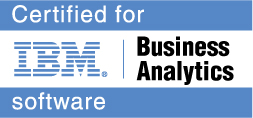 Certified for
IBM®
Business
Analytics
software